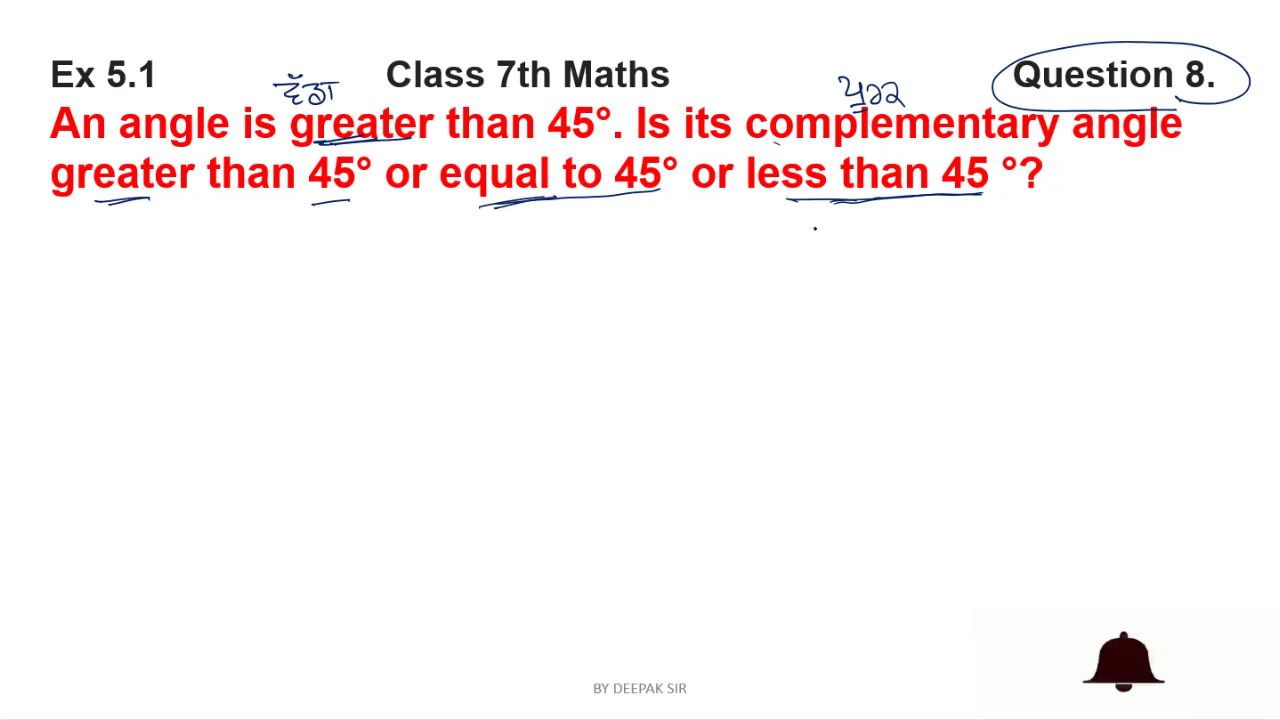 Ex 5.1 Class 7th Maths Question 8.
ਵੱਡਾ ਪੂਰਕ
An angle is greater than 45°. Is its complementary angle
greater than 45° or equal to 45° or less than 45 °?
BY DEEPAK SIR